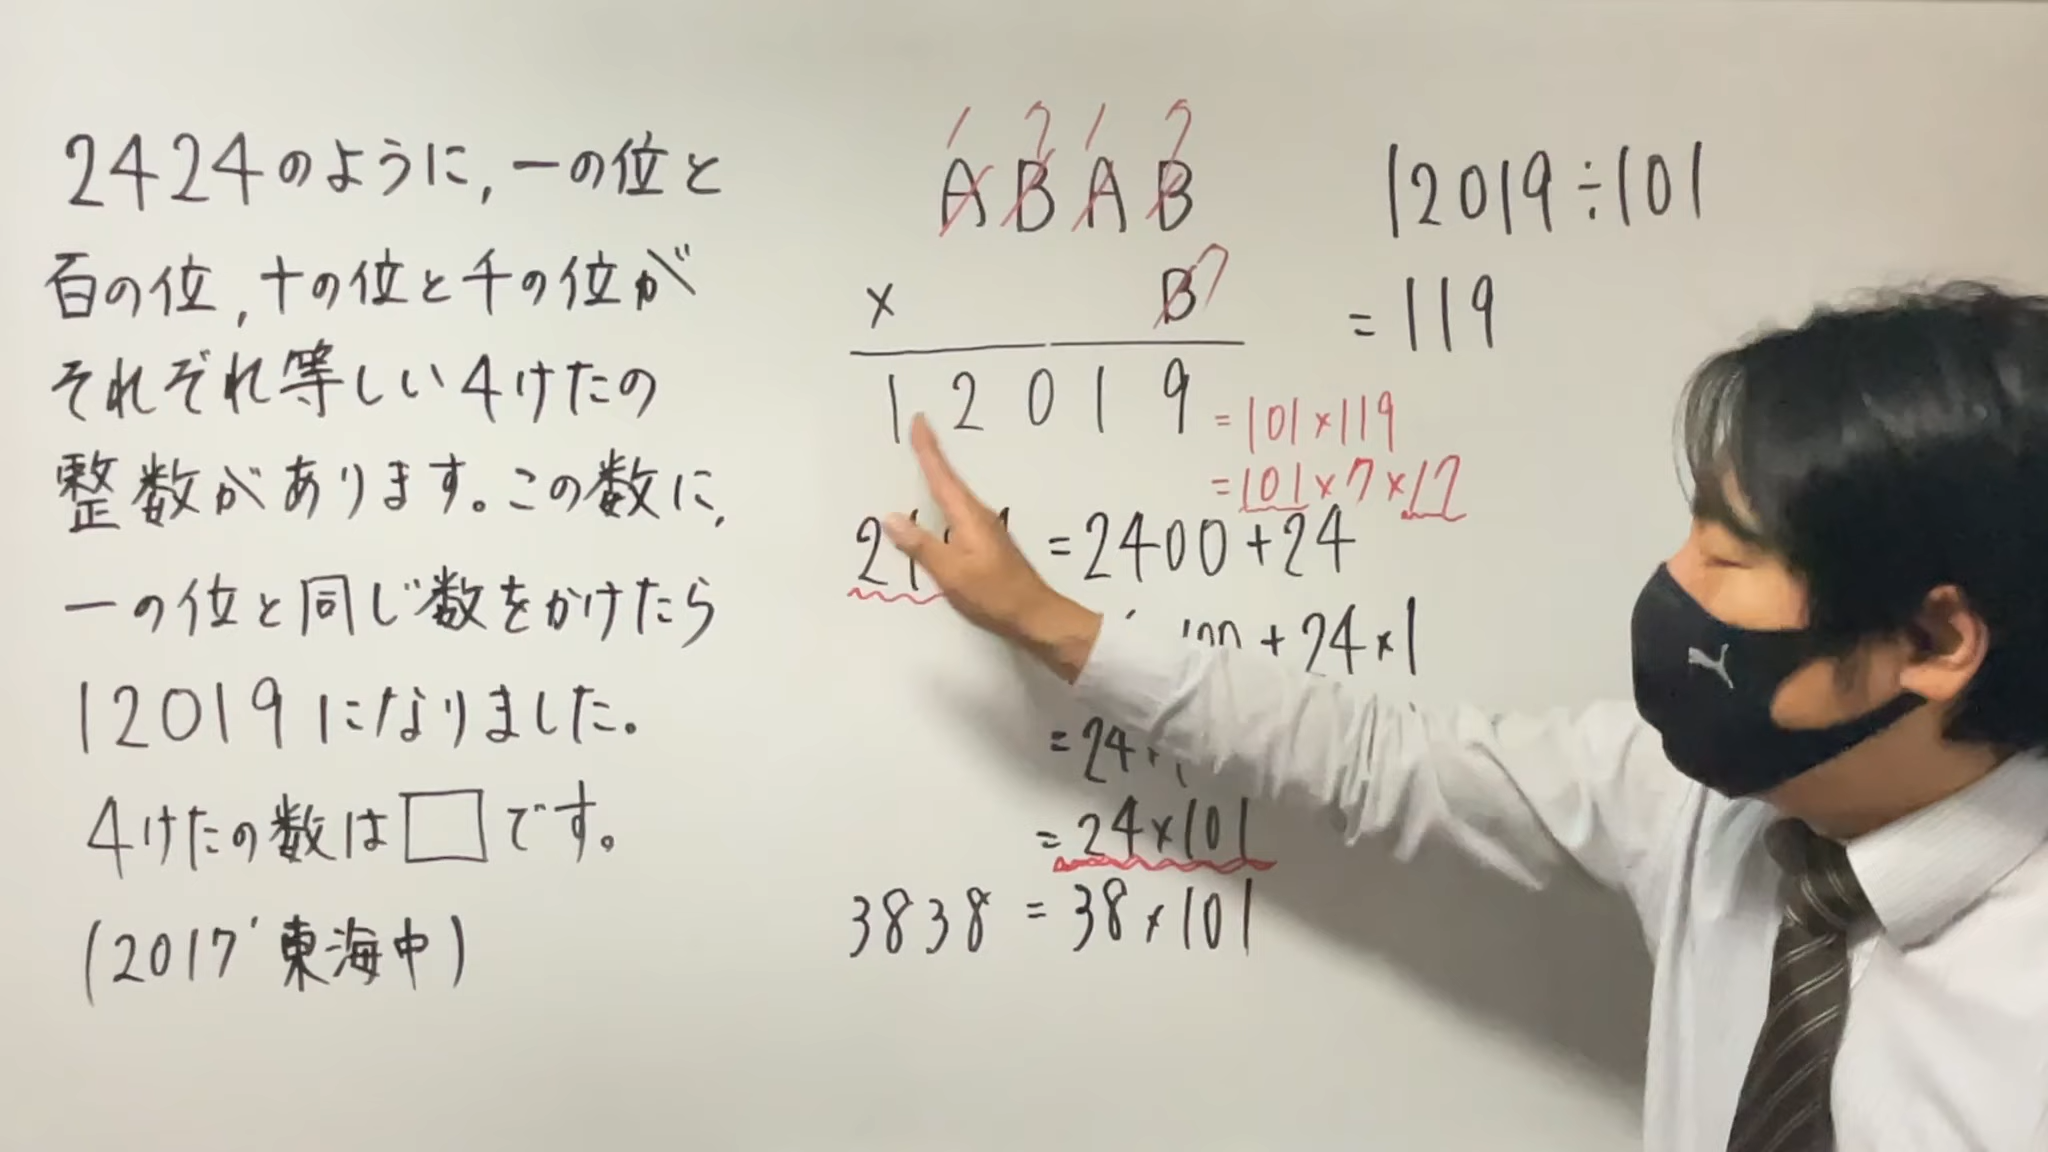 2424のように,一の位と
百の位,十の位と千の位が
それぞれ等しい4けたの
整数があります。この数に,
一の位と同じ数をかけたら
12019になりました。
4けたの数は□です。
(2017'東海中)
1 7 1 7
A B A B
× B 7
1 2 0 1 9
=101×119
=101×7×17
12019÷101
=119
=2400+24
+24×1
=24×101
3838=38×101